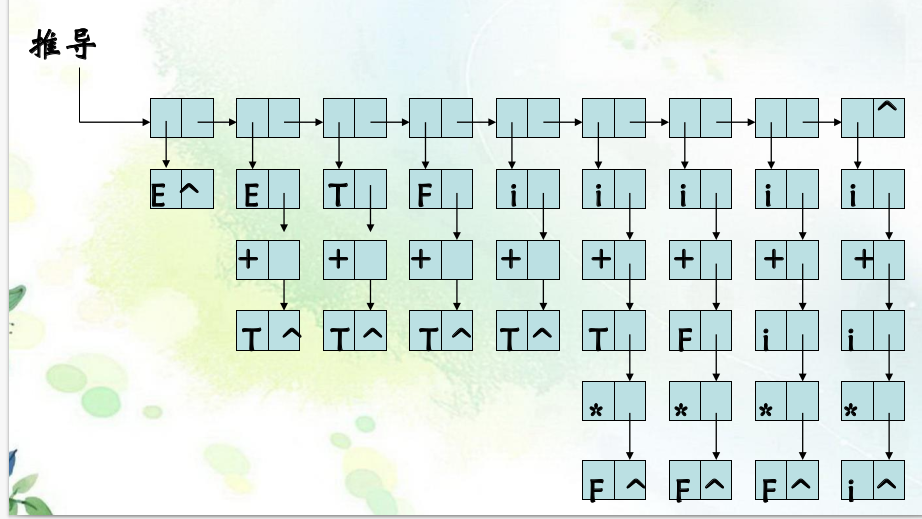 推导
^
E ^ E T F i i i i i
+ + + + + + + +
T ^ T ^ T ^ T ^ T F i i
* * * *
F ^ F ^ F ^ i ^